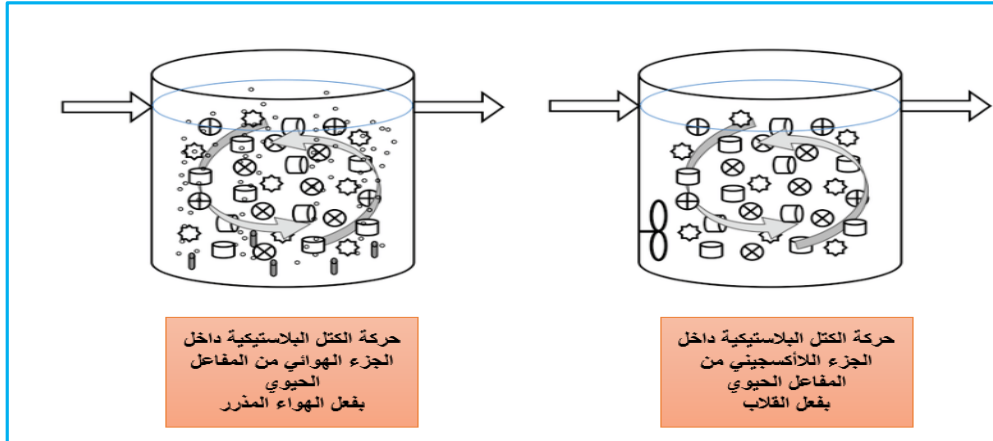 حركة الكتل البلاستيكية داخل
الجزء اللاأكسجيني من
المفاعل الحيوي
بفعل القلاب
حركة الكتل البلاستيكية داخل
الجزء الهوائي من المفاعل
الحيوي
بفعل الهواء المذرر